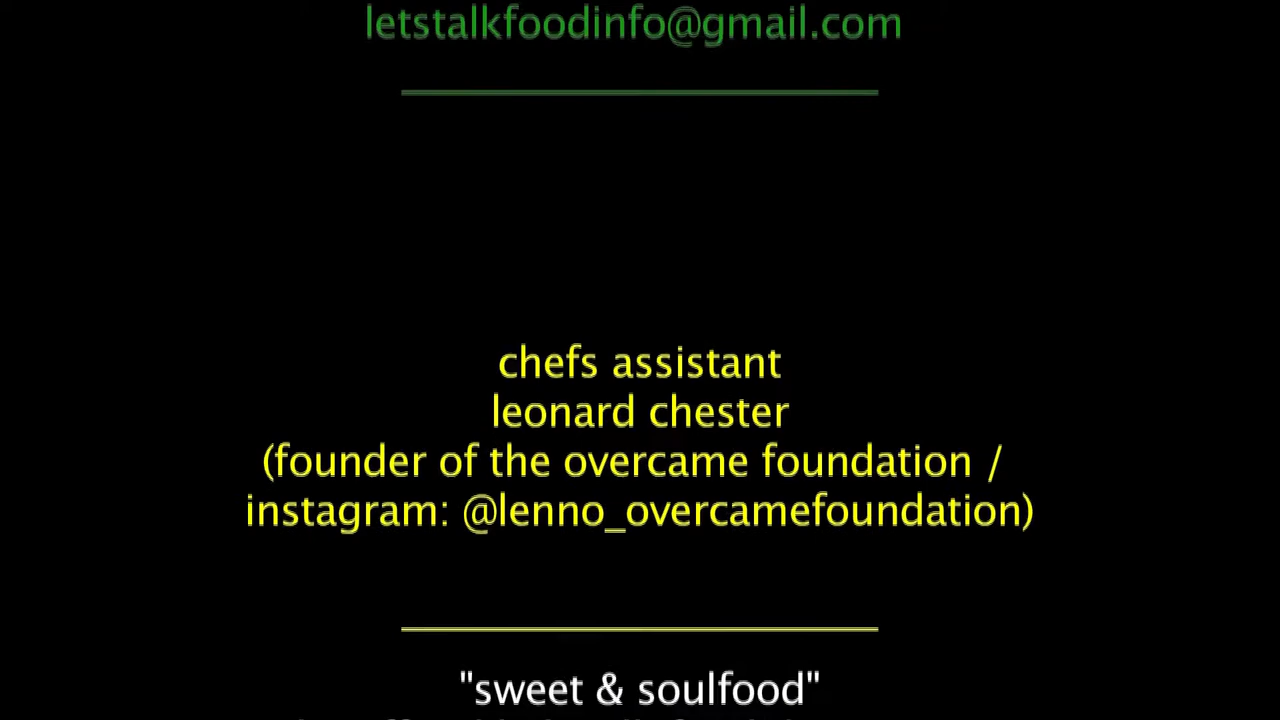 letstalkfoodinfo@gmail.com
chefs assistant
leonard chester
(founder of the overcame foundation /
instagram: @lenno_overcamefoundation)
"sweet & soulfood"